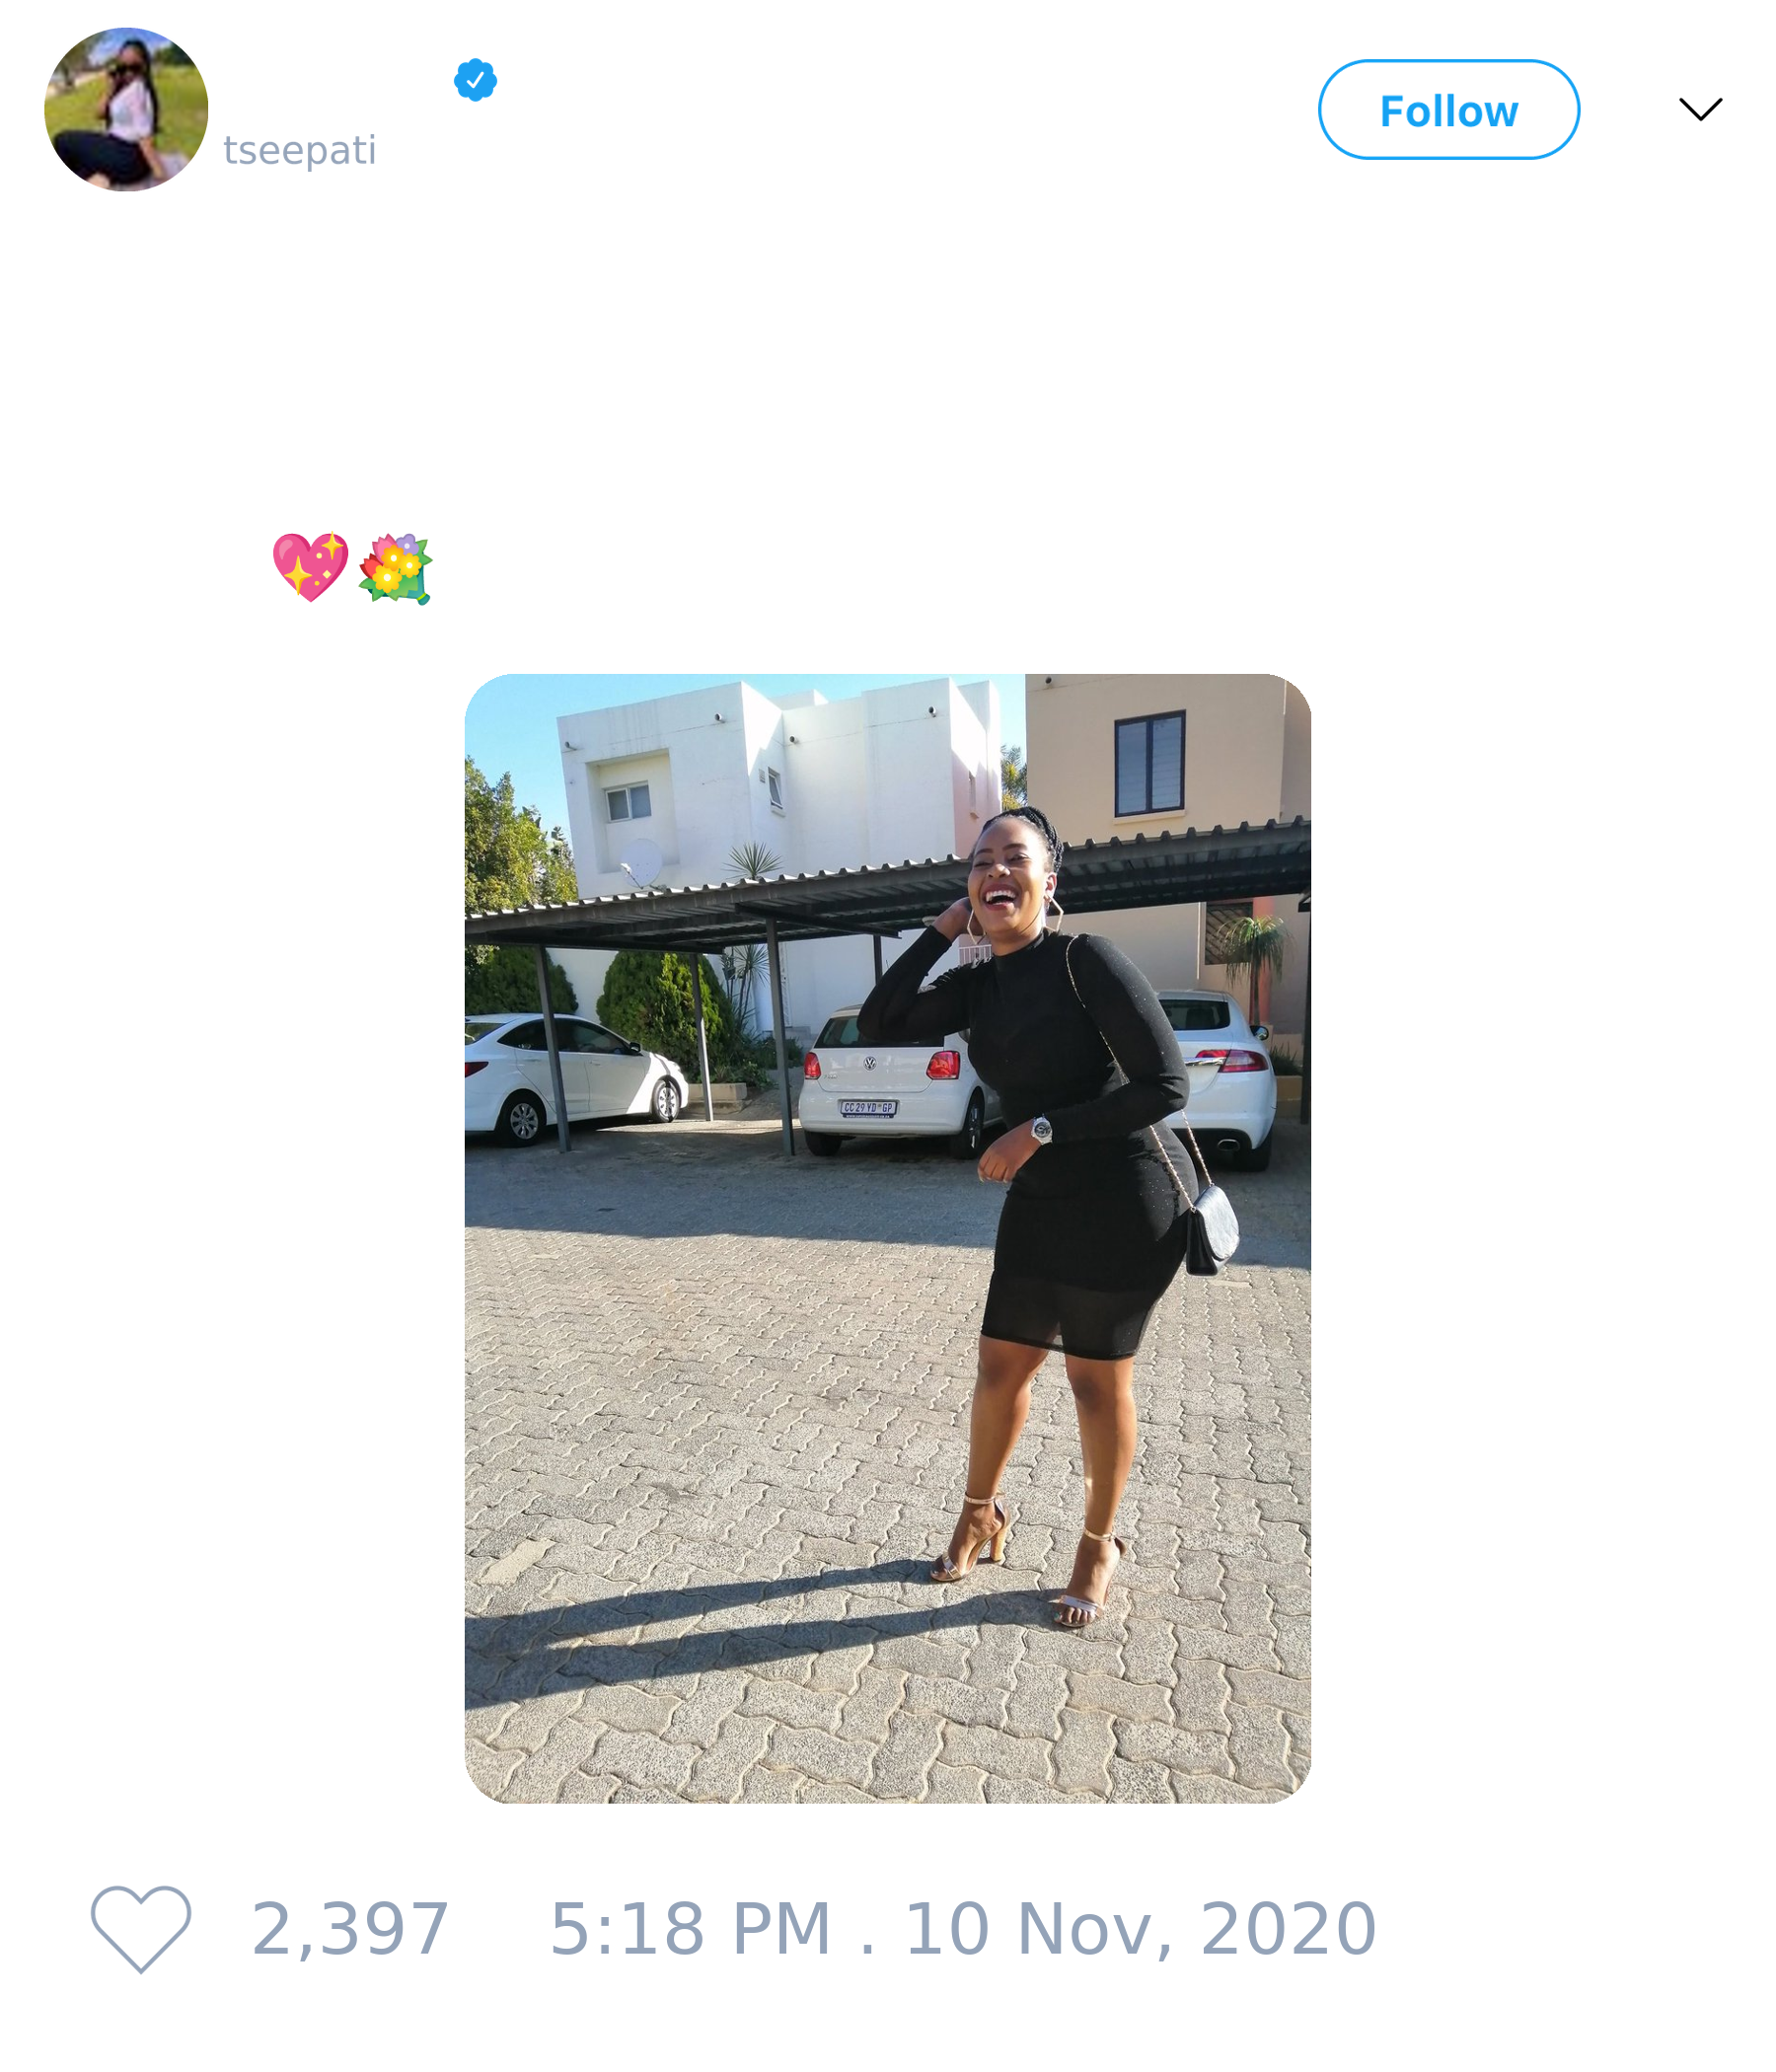 tseepati
Follow
💖💐
CC 29 YD GP
2,397 5:18 PM . 10 Nov, 2020